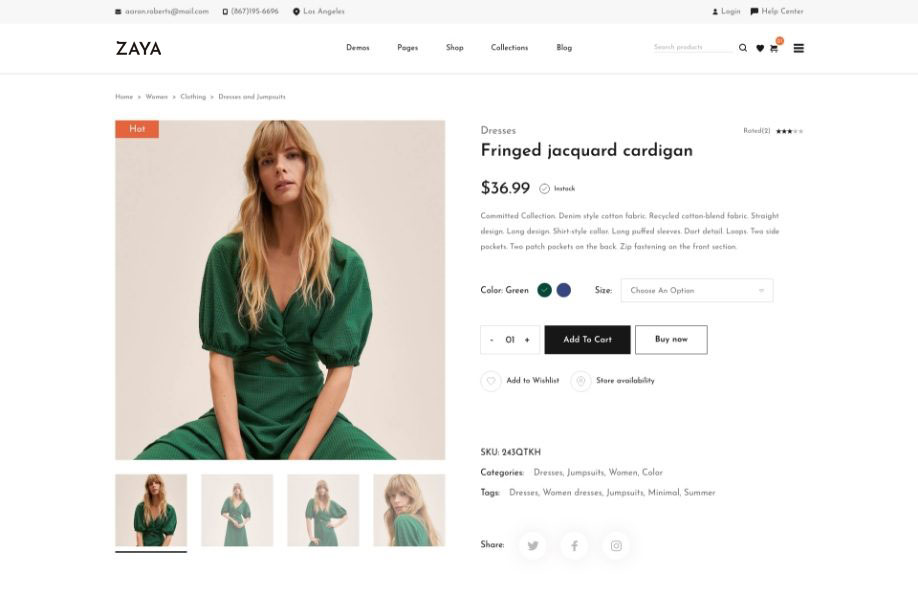 aaron.roberts@mail.com (867)195-6696 Los Angeles Login Help Center
ZAYA Demos Pages Shop Collections Blog Search products
Home > Women > Clothing > Dresses and Jumpsuits
Hot
Dresses Rated(2)
Fringed jacquard cardigan
$36.99 Instock
Committed Collection. Denim style cotton fabric. Recycled cotton-blend fabric. Straight
design. Long design. Shirt-style collar. Long puffed sleeves. Dart detail. Loops. Two side
pockets. Two patch pockets on the back. Zip fastening on the front section.
Color: Green Size: Choose An Option
- 01 + Add To Cart Buy now
Add to Wishlist Store availability
SKU: 243QTKH
Categories: Dresses, Jumpsuits, Women, Color
Tags: Dresses, Women dresses, Jumpsuits, Minimal, Summer
Share: